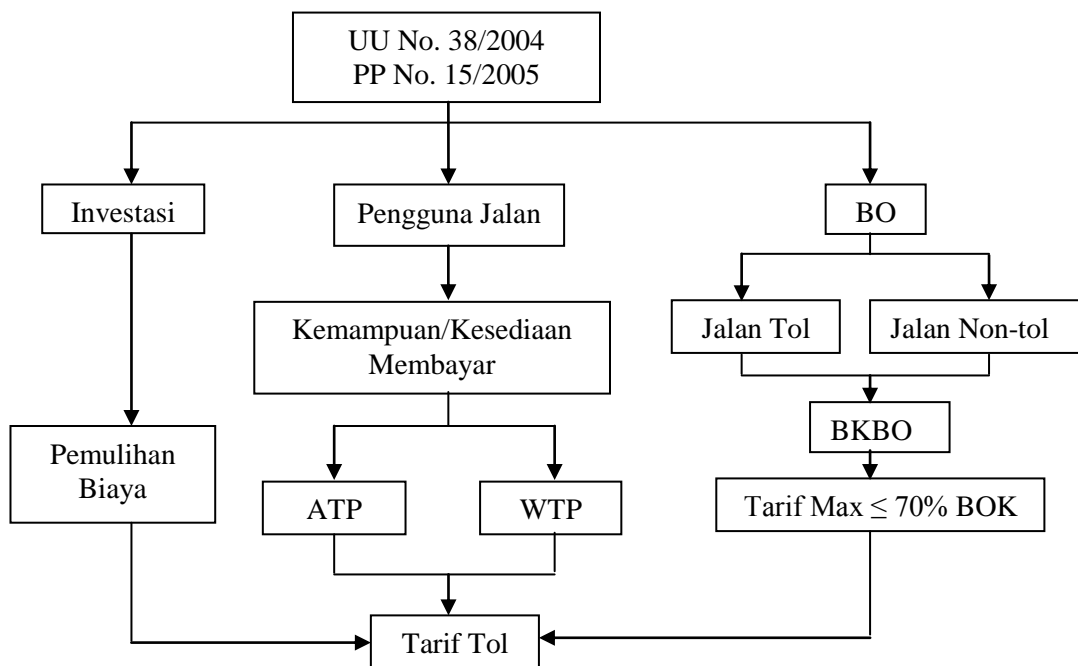 UU No. 38/2004
PP No. 15/2005
Investasi
Pengguna Jalan
BO
Kemampuan/Kesediaan
Membayar
Jalan Tol
Jalan Non-tol
Pemulihan
Biaya
BKBO
ATP
WTP
Tarif Max ≤ 70% BOK
Tarif Tol